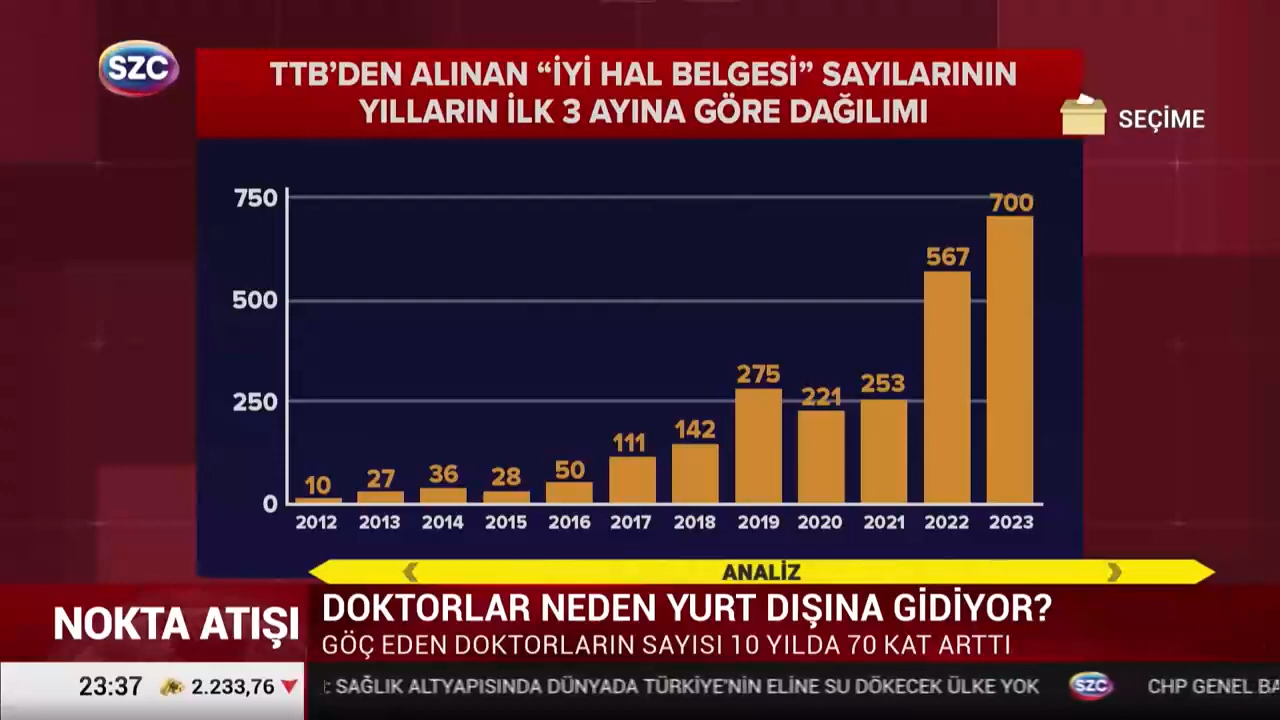 SZC
TTB'DEN ALINAN “İYİ HAL BELGESİ” SAYILARININ
YILLARIN İLK 3 AYINA GÖRE DAĞILIMI
SEÇİME
750
500
250
0
10
27
36
28
50
111
142
275
221
253
567
700
2012 2013 2014 2015 2016 2017 2018 2019 2020 2021 2022 2023
ANALİZ
NOKTA ATIŞI
DOKTORLAR NEDEN YURT DIŞINA GİDİYOR?
GÖÇ EDEN DOKTORLARIN SAYISI 10 YILDA 70 KAT ARTTI
23:37 2.233,76 : SAĞLIK ALTYAPISINDA DÜNYADA TÜRKİYE'NİN ELİNE SU DÖKECEK ÜLKE YOK SZC CHP GENEL BA